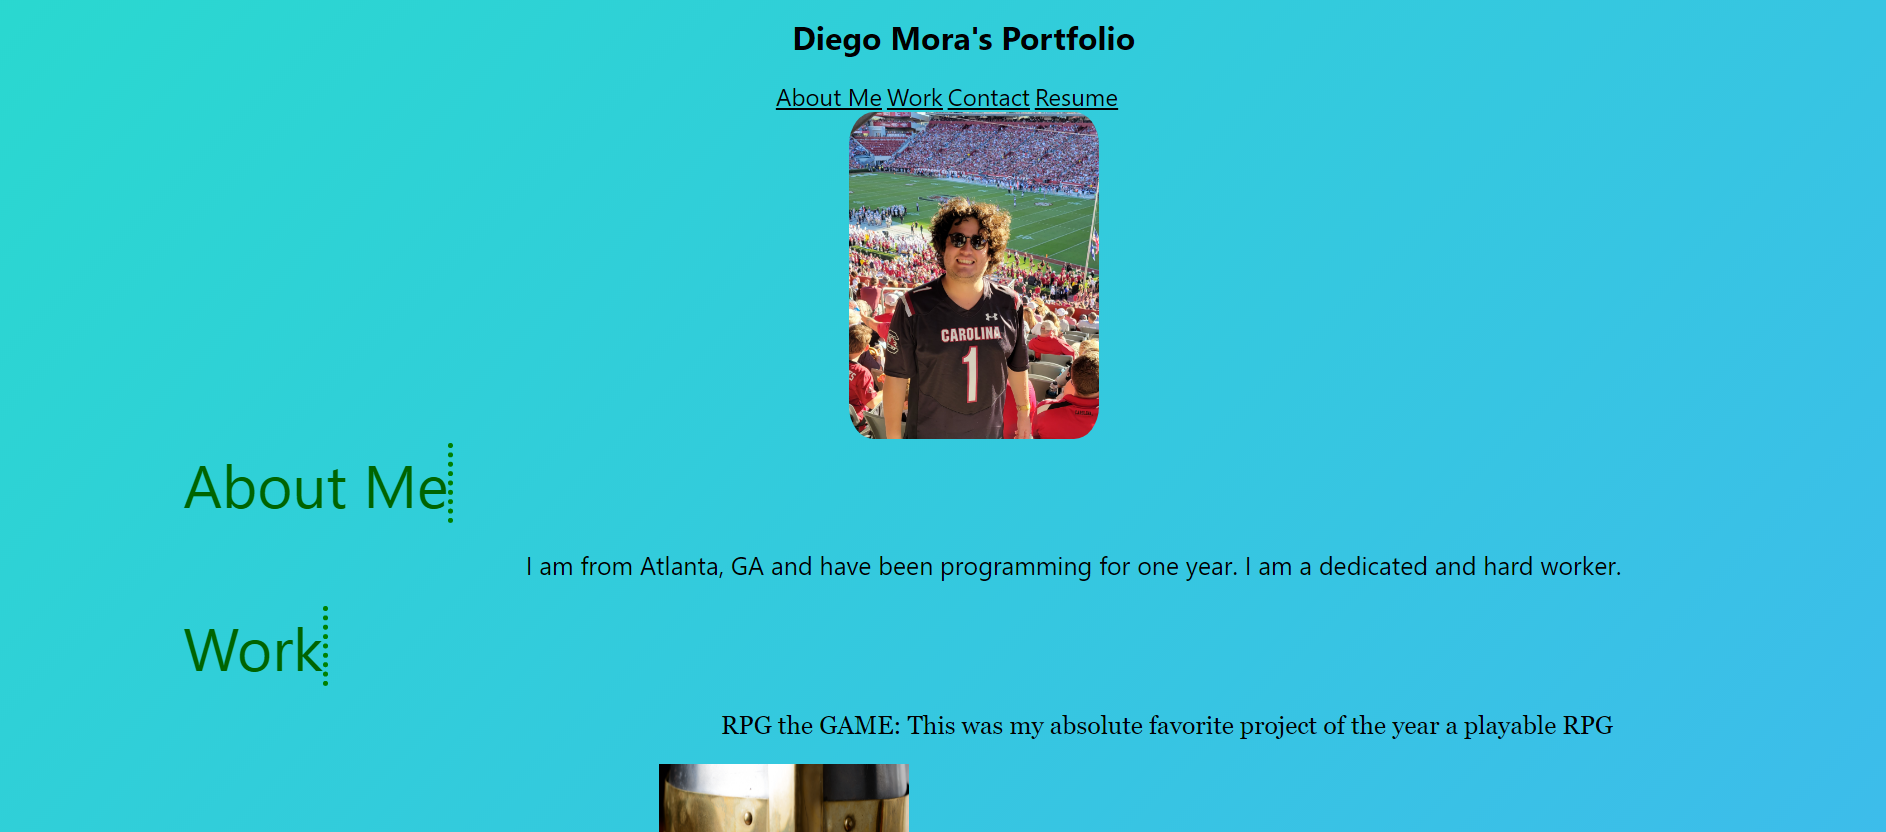 Diego Mora's Portfolio
About Me Work Contact Resume
CAROLINA
1
About Me
I am from Atlanta, GA and have been programming for one year. I am a dedicated and hard worker.
Work
RPG the GAME: This was my absolute favorite project of the year a playable RPG